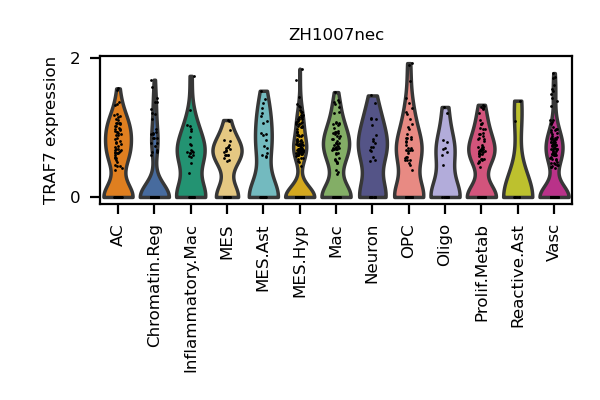 ZH1007nec
TRAF7 expression
2
0
AC
Chromatin.Reg
Inflammatory.Mac
MES
MES.Ast
MES.Hyp
Mac
Neuron
OPC
Oligo
Prolif.Metab
Reactive.Ast
Vasc